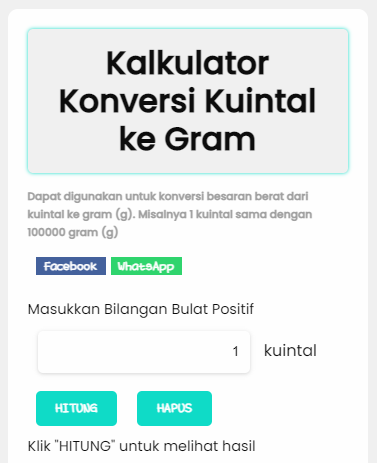 Kalkulator
Konversi Kuintal
ke Gram
Dapat digunakan untuk konversi besaran berat dari
kuintal ke gram (g). Misalnya 1 kuintal sama dengan
100000 gram (g)
Facebook WhatsApp
Masukkan Bilangan Bulat Positif
1 kuintal
HITUNG HAPUS
Klik "HITUNG" untuk melihat hasil